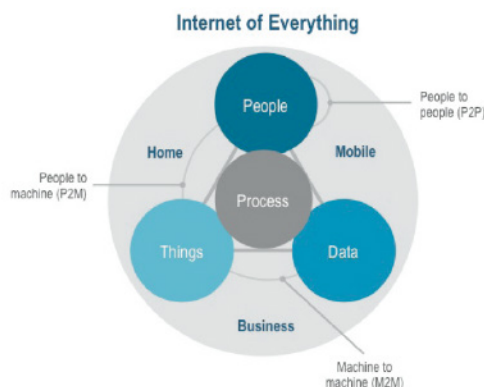 Internet of Everything
People
People to
people (P2P)
Home
Mobile
People to
machine (P2M)
Process
Things
Data
Business
Machine to
machine (M2M)